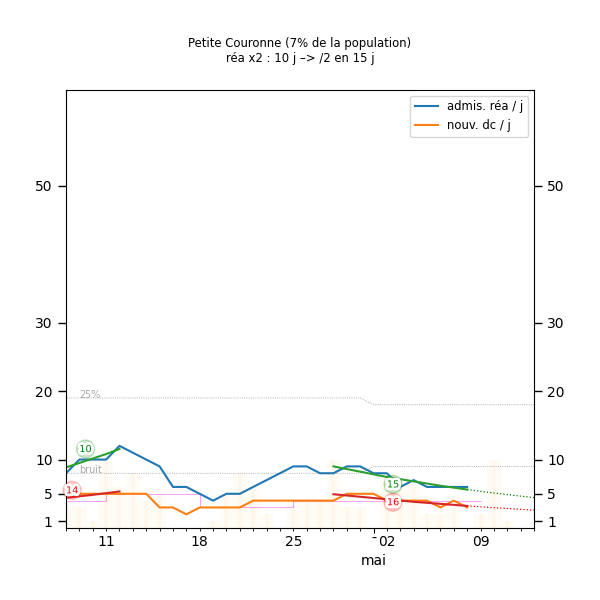 Petite Couronne (7% de la population)
réa x2 : 10 j –> /2 en 15 j
admis. réa / j
nouv. dc / j
50 50
30 30
25%
20 20
10
10 10
bruit
14
15
5 5
16
1 1
11 18 25 02 09
mai